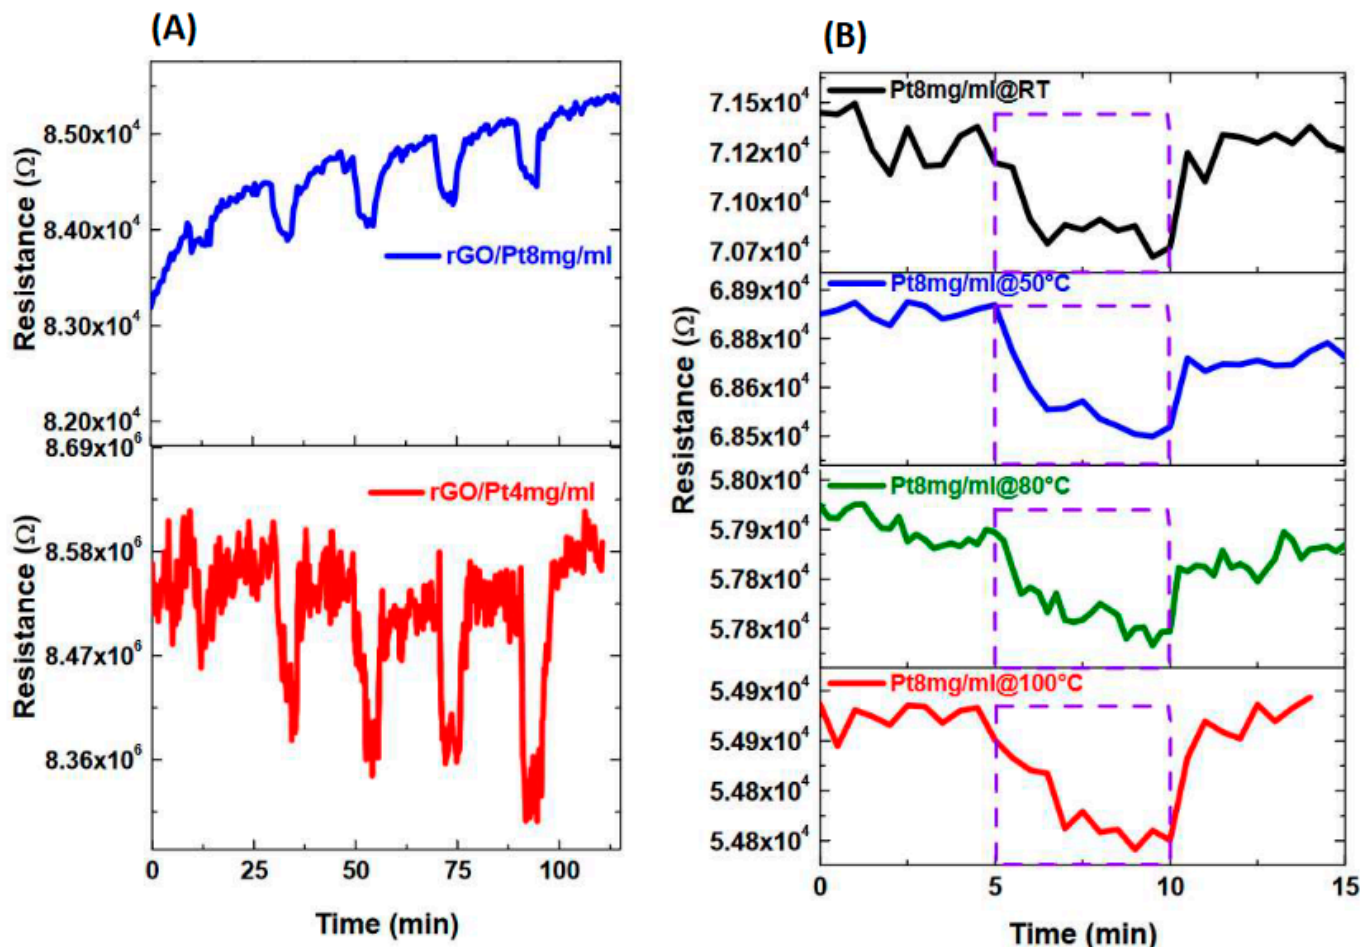 (A)
Resistance (Ω)
8.50x10⁴
8.40x10⁴
8.30x10⁴
8.20x10⁴
rGO/Pt8mg/ml
Resistance (Ω)
8.69x10⁶
8.58x10⁶
8.47x10⁶
8.36x10⁶
rGO/Pt4mg/ml
0 25 50 75 100
Time (min)
(B)
Resistance (Ω)
Pt8mg/ml@RT
7.15x10⁴
7.12x10⁴
7.10x10⁴
7.07x10⁴
Pt8mg/ml@50°C
6.89x10⁴
6.88x10⁴
6.86x10⁴
6.85x10⁴
Pt8mg/ml@80°C
5.80x10⁴
5.79x10⁴
5.78x10⁴
5.78x10⁴
Pt8mg/ml@100°C
5.49x10⁴
5.49x10⁴
5.48x10⁴
5.48x10⁴
0 5 10 15
Time (min)